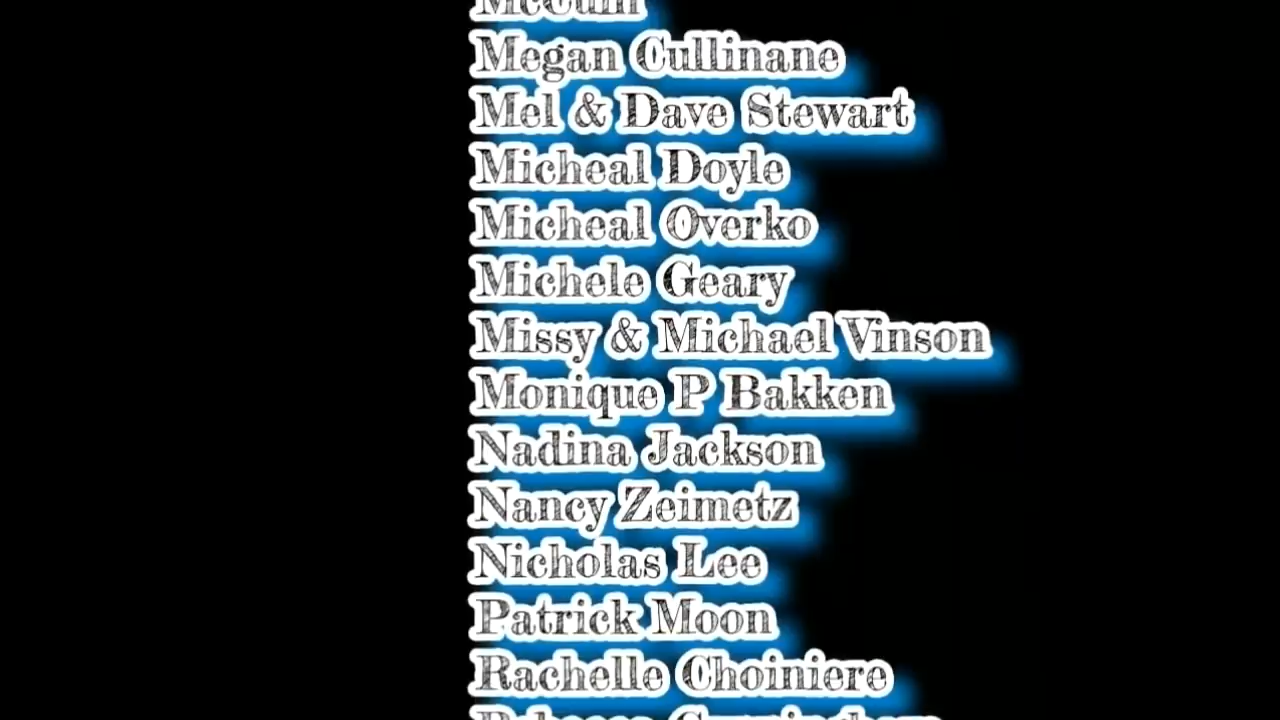 Megan Cullinane
Mel & Dave Stewart
Micheal Doyle
Micheal Overko
Michele Geary
Missy & Michael Vinson
Monique P Bakken
Nadina Jackson
Nancy Zeimetz
Nicholas Lee
Patrick Moon
Rachelle Choiniere